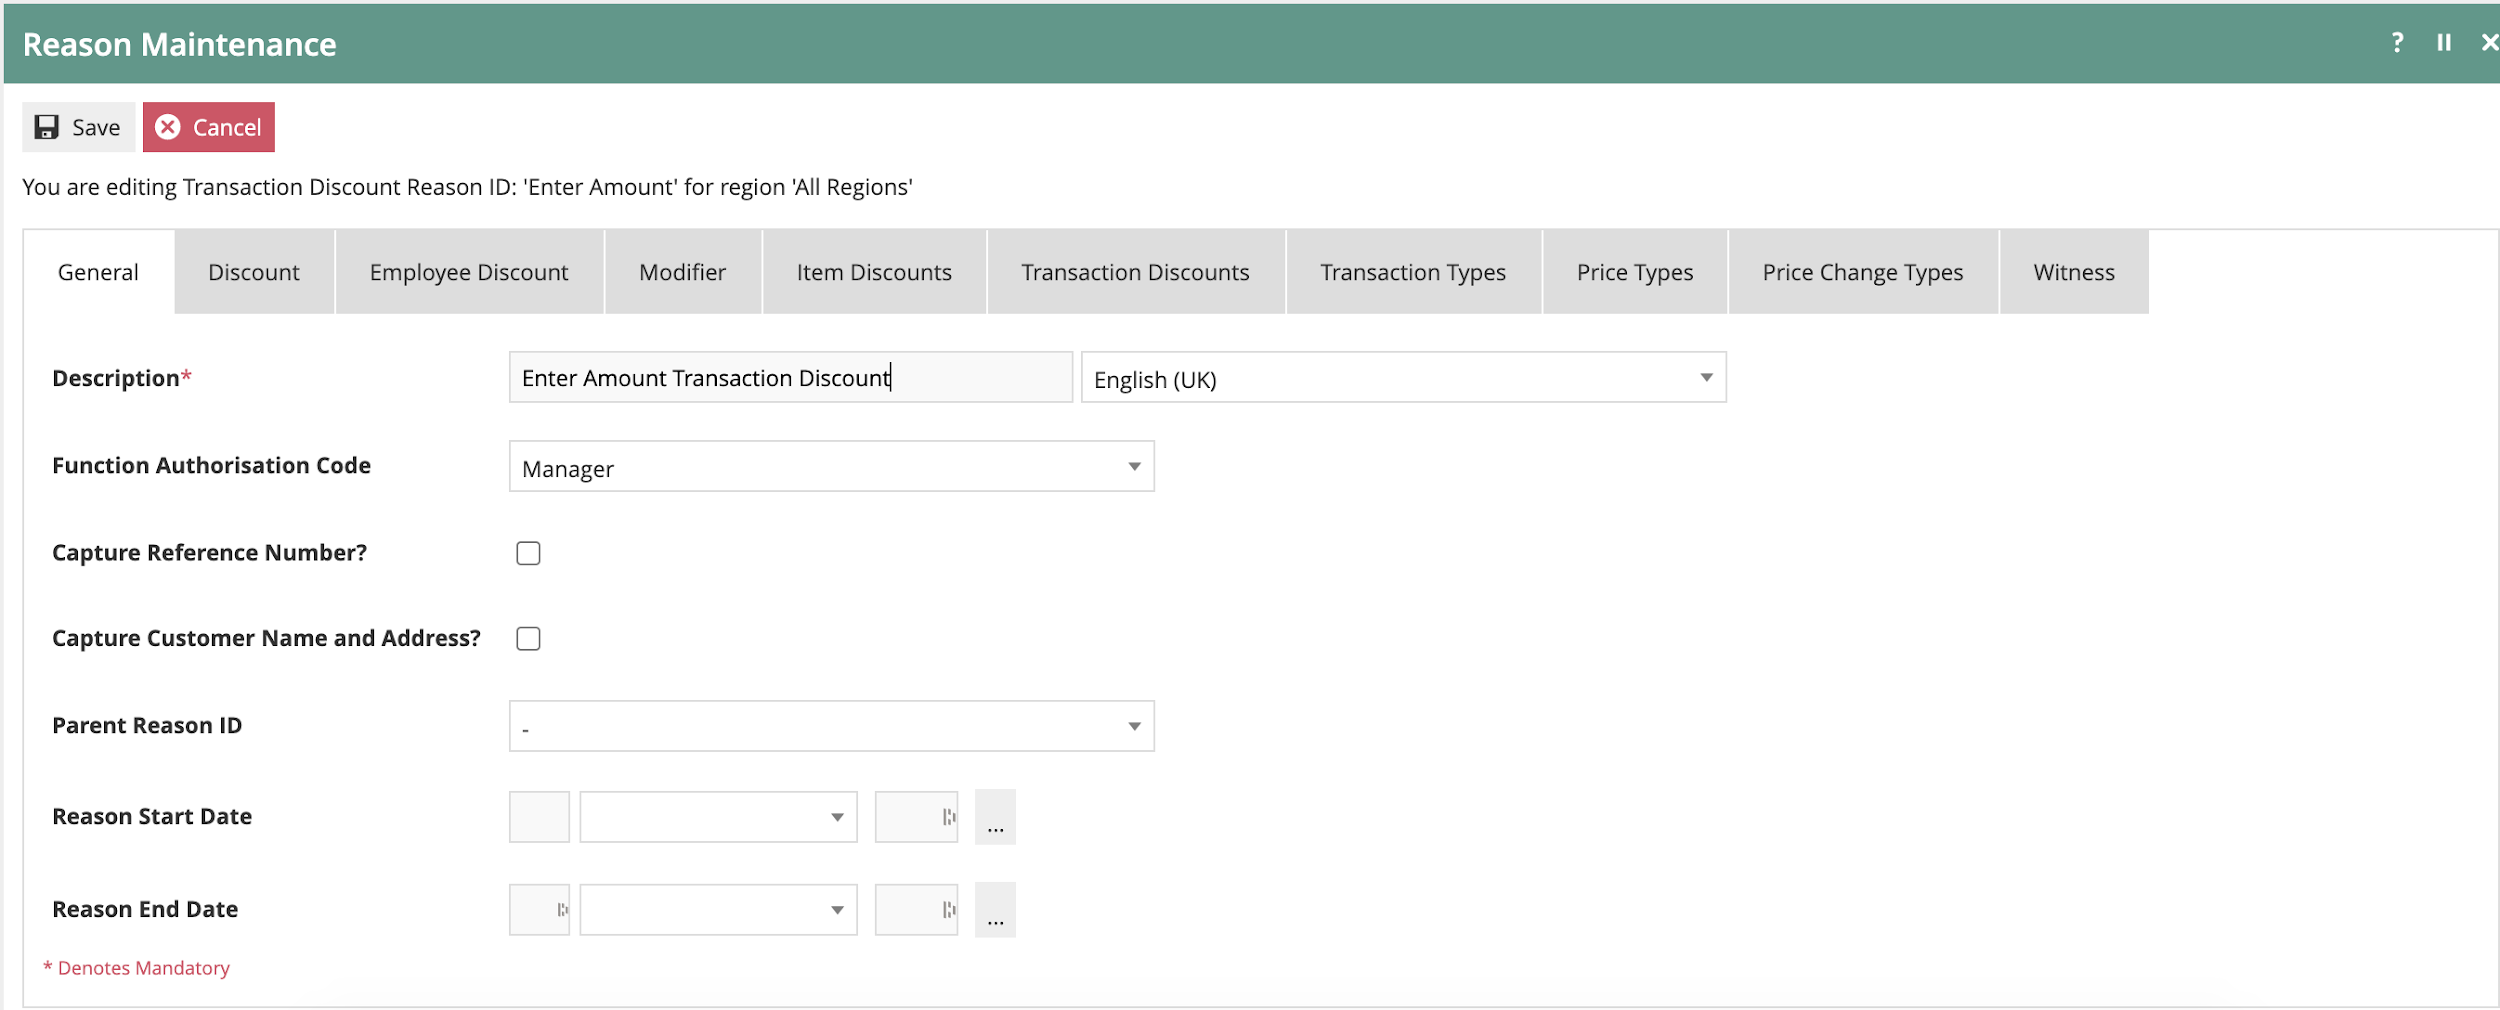 Reason Maintenance ? II ×
Save Cancel
You are editing Transaction Discount Reason ID: 'Enter Amount' for region 'All Regions'
General Discount Employee Discount Modifier Item Discounts Transaction Discounts Transaction Types Price Types Price Change Types Witness
Description* Enter Amount Transaction Discount English (UK)
Function Authorisation Code Manager
Capture Reference Number?
Capture Customer Name and Address?
Parent Reason ID -
Reason Start Date ...
Reason End Date ...
* Denotes Mandatory